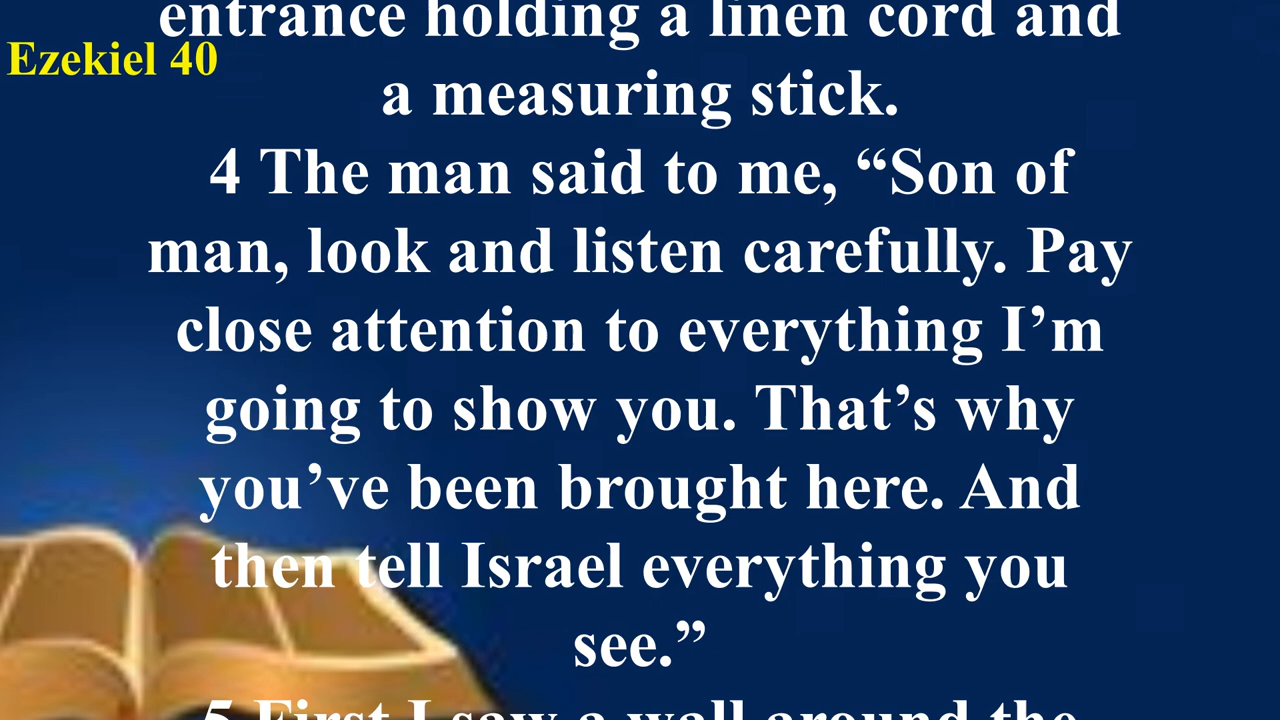 entrance holding a linen cord and
Ezekiel 40
a measuring stick.
4 The man said to me, “Son of
man, look and listen carefully. Pay
close attention to everything I’m
going to show you. That’s why
you’ve been brought here. And
then tell Israel everything you
see.”
5 First I saw a wall around the